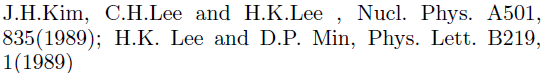 J.H.Kim, C.H.Lee and H.K.Lee , Nucl. Phys. A501,
835(1989); H.K. Lee and D.P. Min, Phys. Lett. B219,
1(1989)